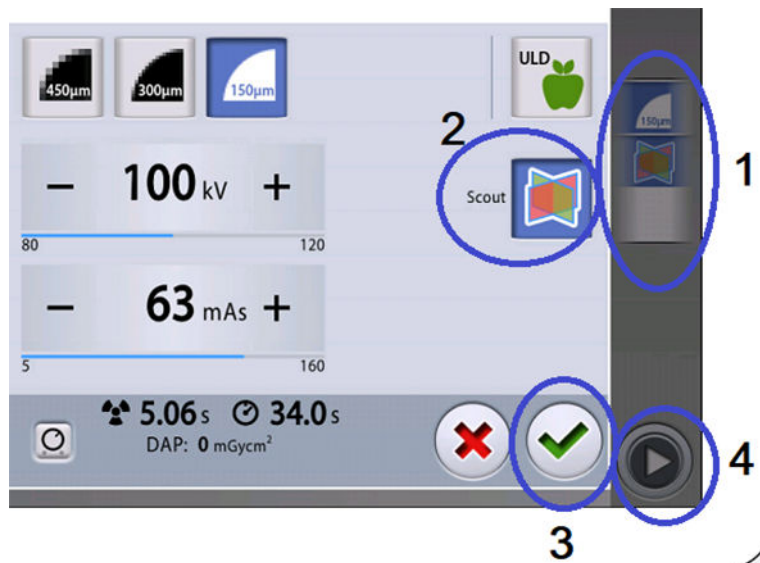 450µm 300µm 150µm ULD
150µm
2
1
− 100 kV +
Scout
80 120
− 63 mAs +
5 160
5.06 s 34.0 s
DAP: 0 mGycm²
4
3